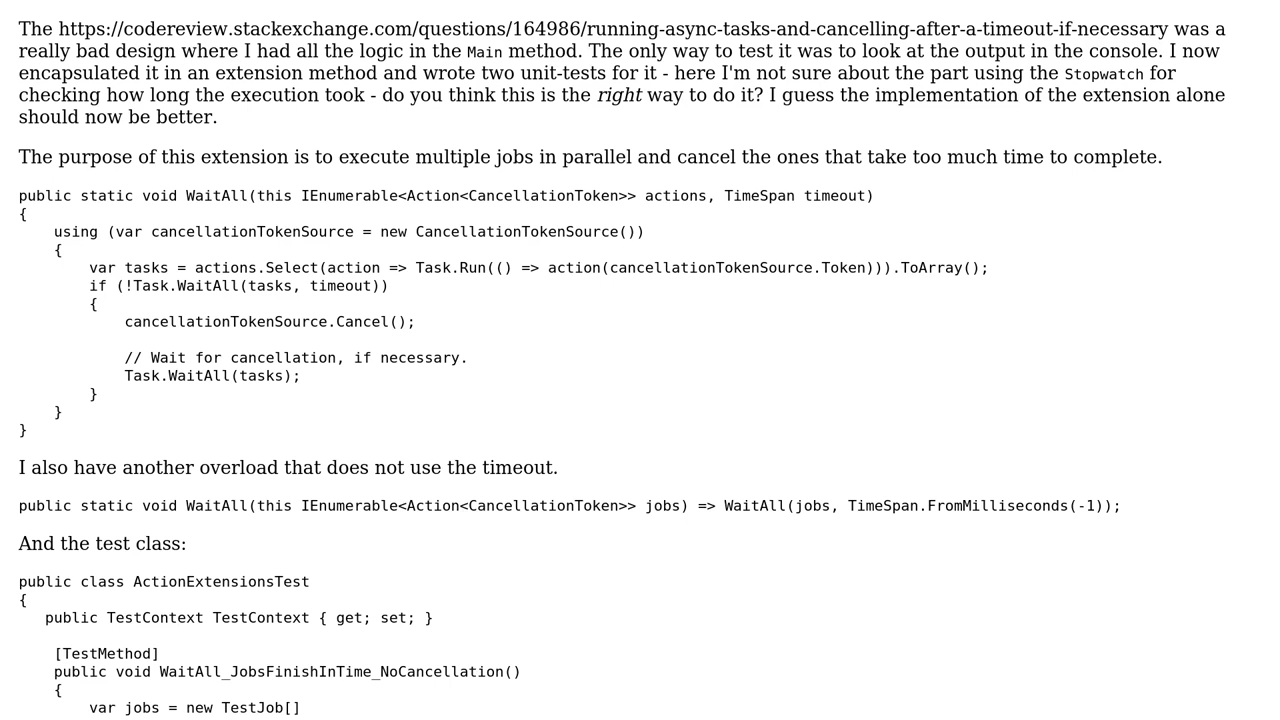 The https://codereview.stackexchange.com/questions/164986/running-async-tasks-and-cancelling-after-a-timeout-if-necessary was a
really bad design where I had all the logic in the Main method. The only way to test it was to look at the output in the console. I now
encapsulated it in an extension method and wrote two unit-tests for it - here I'm not sure about the part using the Stopwatch for
checking how long the execution took - do you think this is the right way to do it? I guess the implementation of the extension alone
should now be better.
The purpose of this extension is to execute multiple jobs in parallel and cancel the ones that take too much time to complete.
public static void WaitAll(this IEnumerable<Action<CancellationToken>> actions, TimeSpan timeout)
{
    using (var cancellationTokenSource = new CancellationTokenSource())
    {
        var tasks = actions.Select(action => Task.Run(() => action(cancellationTokenSource.Token))).ToArray();
        if (!Task.WaitAll(tasks, timeout))
        {
            cancellationTokenSource.Cancel();
            // Wait for cancellation, if necessary.
            Task.WaitAll(tasks);
        }
    }
}
I also have another overload that does not use the timeout.
public static void WaitAll(this IEnumerable<Action<CancellationToken>> jobs) => WaitAll(jobs, TimeSpan.FromMilliseconds(-1));
And the test class:
public class ActionExtensionsTest
{
   public TestContext TestContext { get; set; }
    [TestMethod]
    public void WaitAll_JobsFinishInTime_NoCancellation()
    {
        var jobs = new TestJob[]